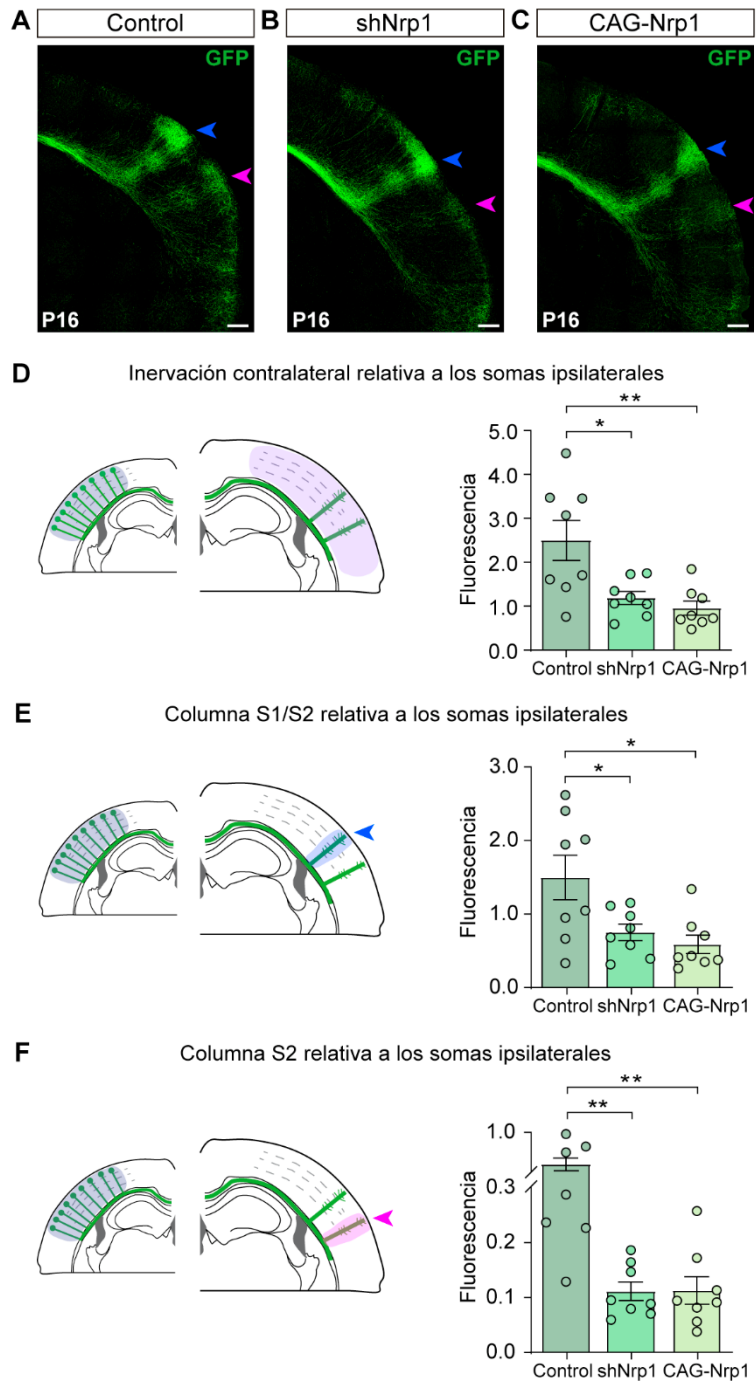 A Control
GFP
P16
B shNrp1
GFP
P16
C CAG-Nrp1
GFP
P16
D Inervación contralateral relativa a los somas ipsilaterales
Fluorescencia
5.0
4.0
3.0
2.0
1.0
0.0
*
**
Control shNrp1 CAG-Nrp1
E Columna S1/S2 relativa a los somas ipsilaterales
Fluorescencia
3.0
2.0
1.0
0.0
*
*
Control shNrp1 CAG-Nrp1
F Columna S2 relativa a los somas ipsilaterales
Fluorescencia
1.0
0.3
0.2
0.1
0.0
**
**
Control shNrp1 CAG-Nrp1